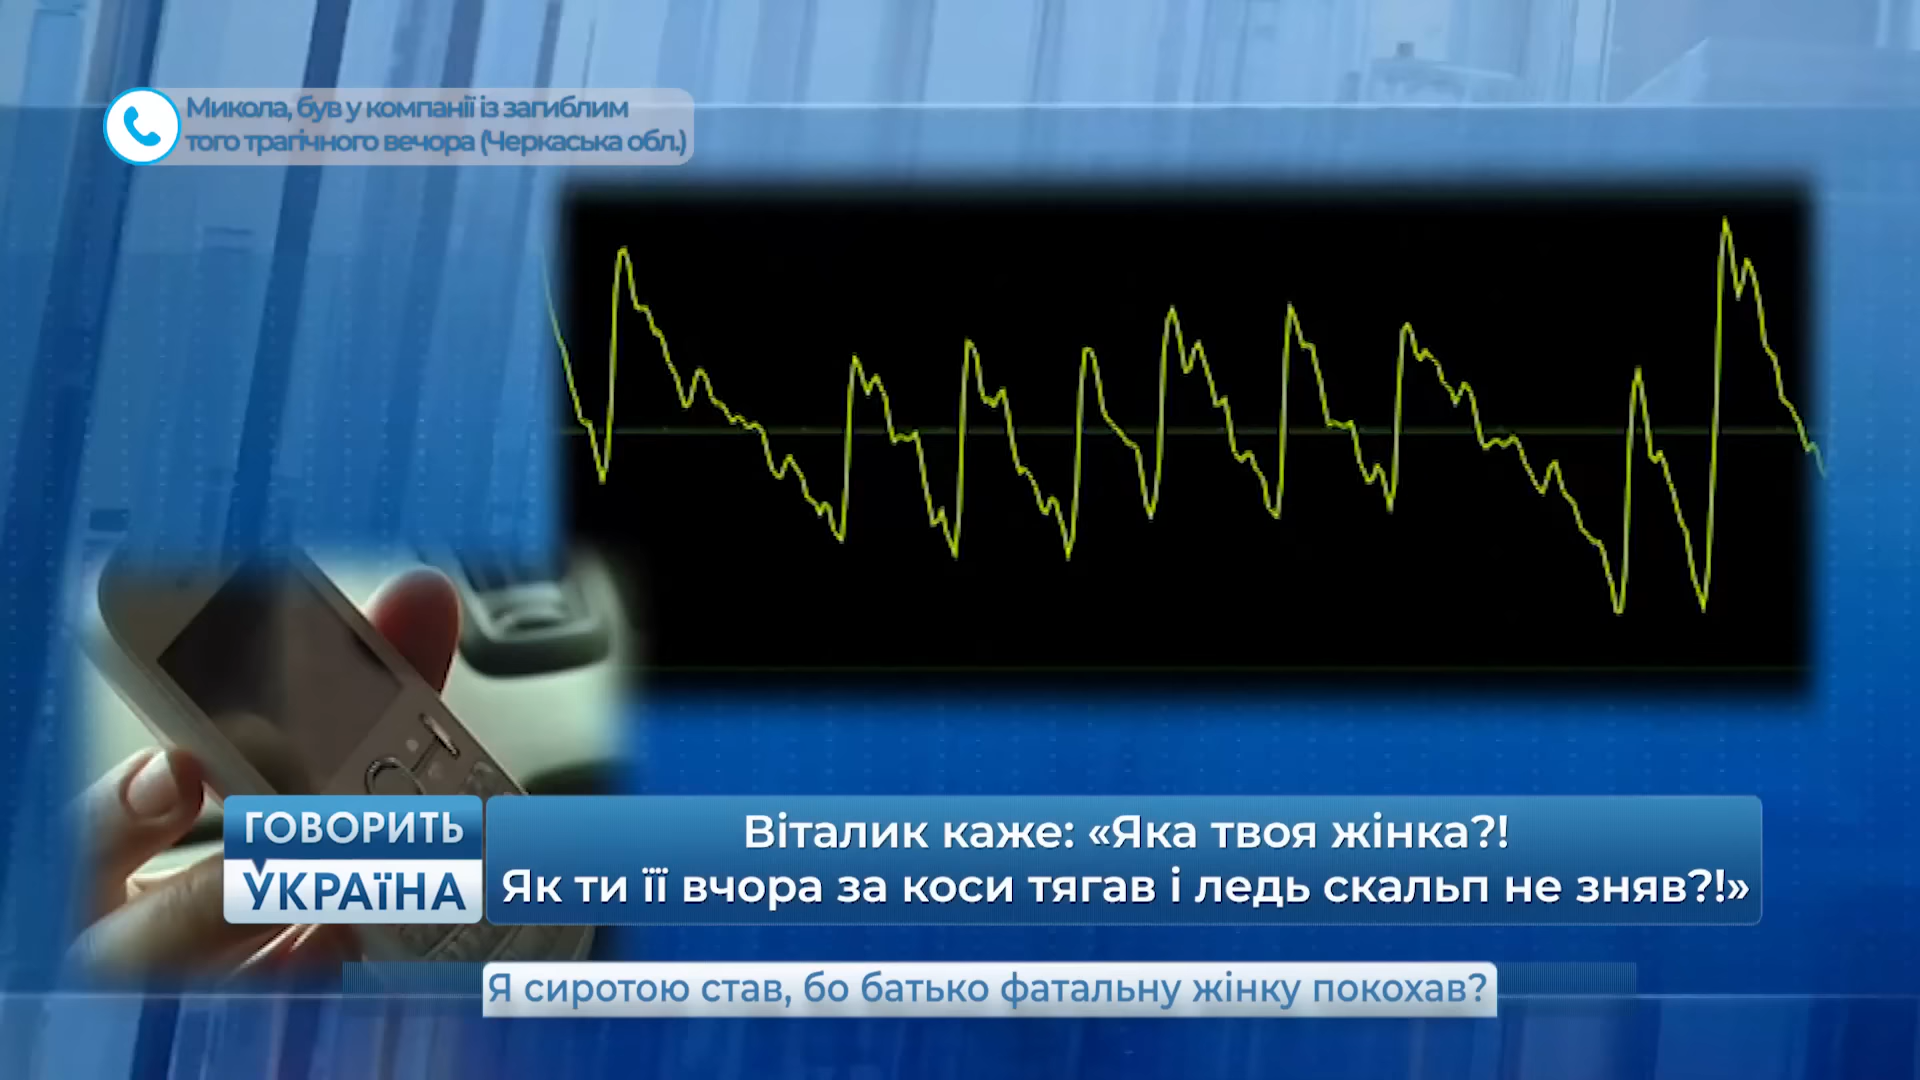 Микола, був у компанії із загиблим
того трагічного вечора (Черкаська обл.)
ГОВОРИТЬ
УКРАЇНА
Віталик каже: «Яка твоя жінка?!
Як ти її вчора за коси тягав і ледь скальп не зняв?!»
Я сиротою став, бо батько фатальну жінку покохав?